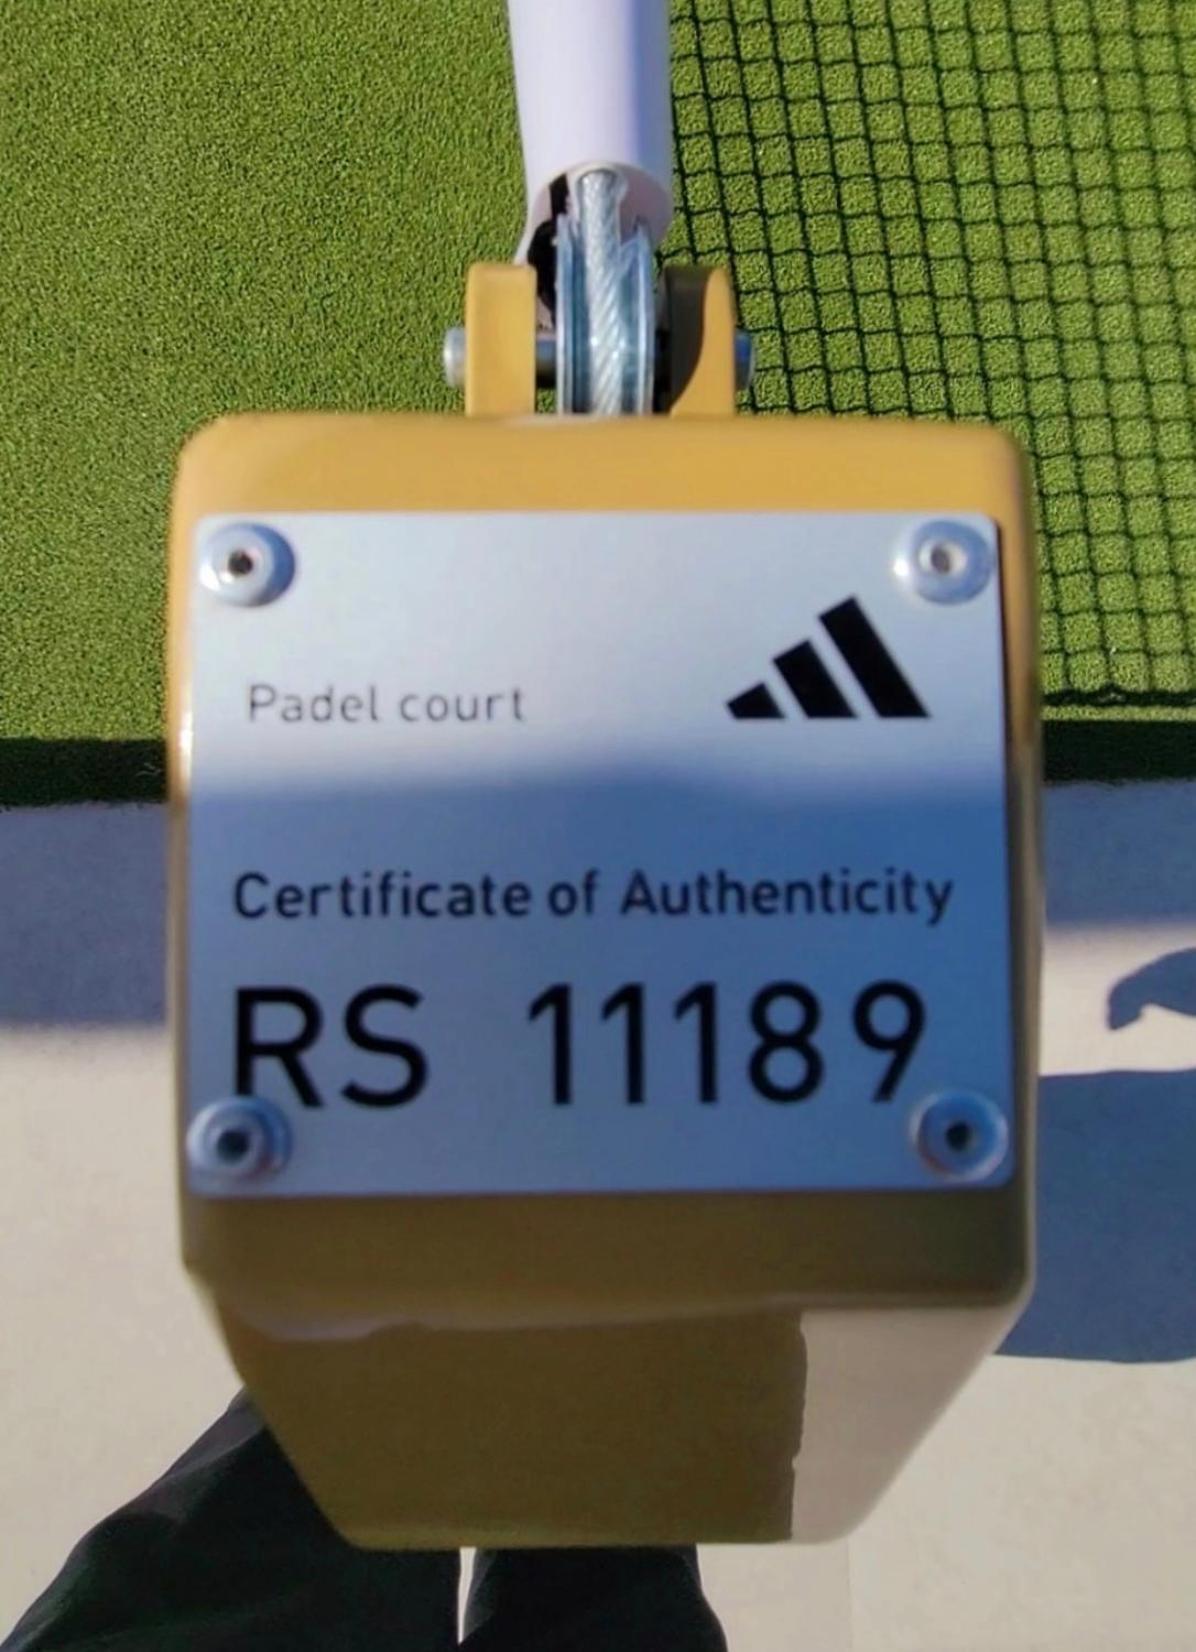 Padel court
Certificate of Authenticity
RS 11189